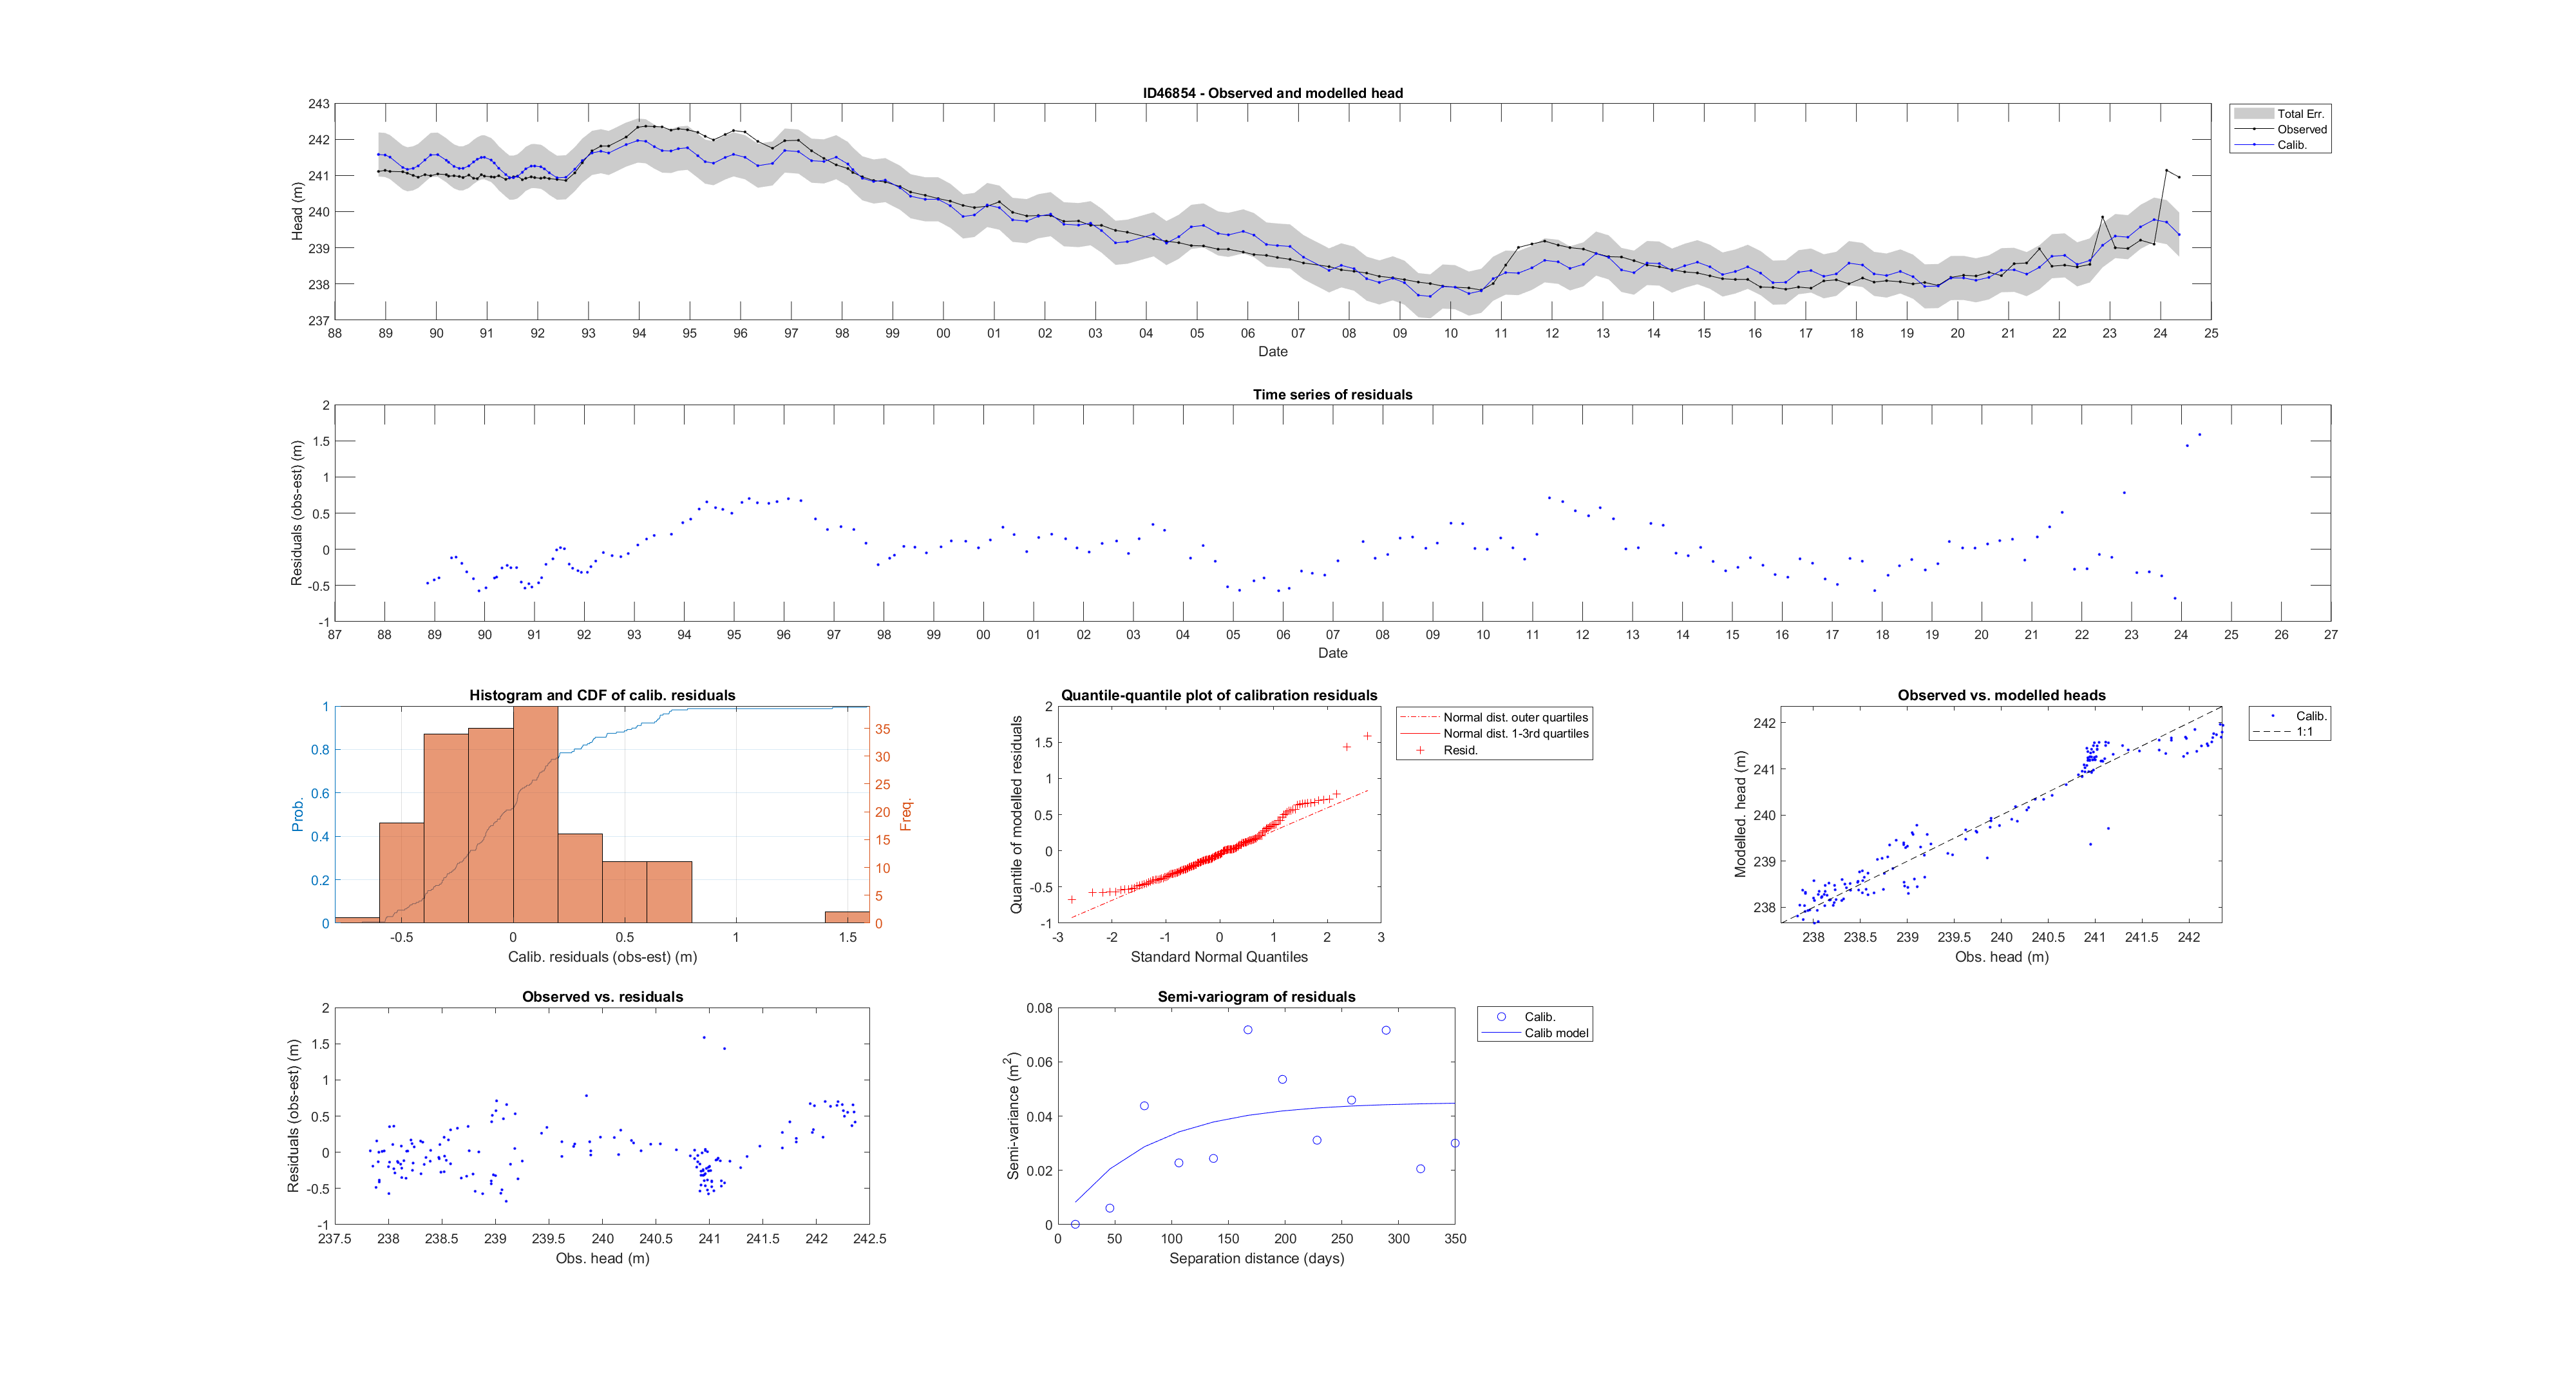 ID46854 - Observed and modelled head
Head (m)
243
242
241
240
239
238
237
88 89 90 91 92 93 94 95 96 97 98 99 00 01 02 03 04 05 06 07 08 09 10 11 12 13 14 15 16 17 18 19 20 21 22 23 24 25
Date
Total Err.
Observed
Calib.
Time series of residuals
Residuals (obs-est) (m)
2
1.5
1
0.5
0
-0.5
-1
87 88 89 90 91 92 93 94 95 96 97 98 99 00 01 02 03 04 05 06 07 08 09 10 11 12 13 14 15 16 17 18 19 20 21 22 23 24 25 26 27
Date
Histogram and CDF of calib. residuals
Prob.
1
0.8
0.6
0.4
0.2
0
Freq.
35
30
25
20
15
10
5
0
-0.5 0 0.5 1 1.5
Calib. residuals (obs-est) (m)
Quantile-quantile plot of calibration residuals
Quantile of modelled residuals
2
1.5
1
0.5
0
-0.5
-1
-3 -2 -1 0 1 2 3
Standard Normal Quantiles
Normal dist. outer quartiles
Normal dist. 1-3rd quartiles
Resid.
Observed vs. modelled heads
Modelled. head (m)
242
241
240
239
238
238 238.5 239 239.5 240 240.5 241 241.5 242
Obs. head (m)
Calib.
1:1
Observed vs. residuals
Residuals (obs-est) (m)
2
1.5
1
0.5
0
-0.5
-1
237.5 238 238.5 239 239.5 240 240.5 241 241.5 242 242.5
Obs. head (m)
Semi-variogram of residuals
Semi-variance (m²)
0.08
0.06
0.04
0.02
0
0 50 100 150 200 250 300 350
Separation distance (days)
Calib.
Calib model